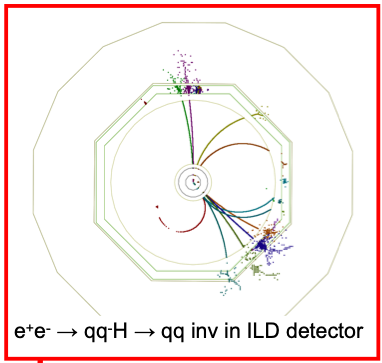 e⁺e⁻ → qq⁻H → qq inv in ILD detector